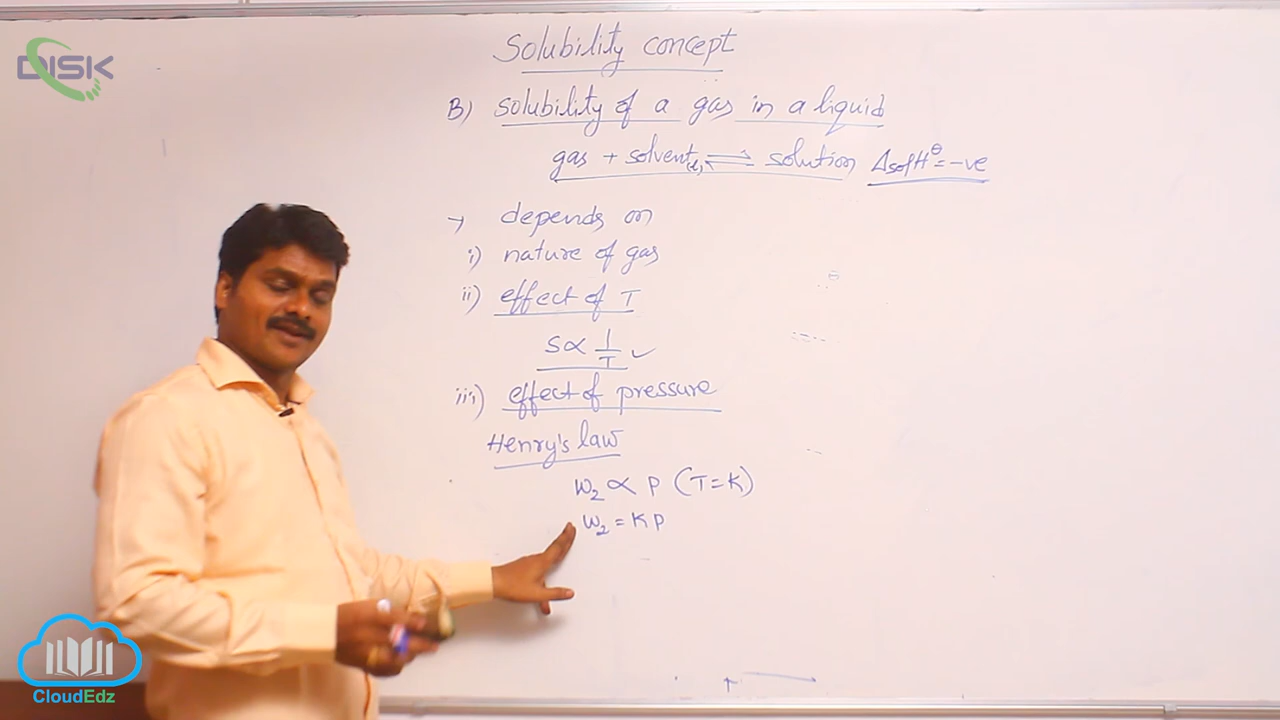 DISK
Solubility concept
B) solubility of a gas in a liquid
gas + solvent(l) ⇌ solution ΔsolH⊖ = -ve
→ depends on
i) nature of gas
ii) effect of T
S ∝ 1/T ✓
iii) effect of pressure
Henry's law
W₂ ∝ P (T=K)
W₂ = K P
CloudEdz